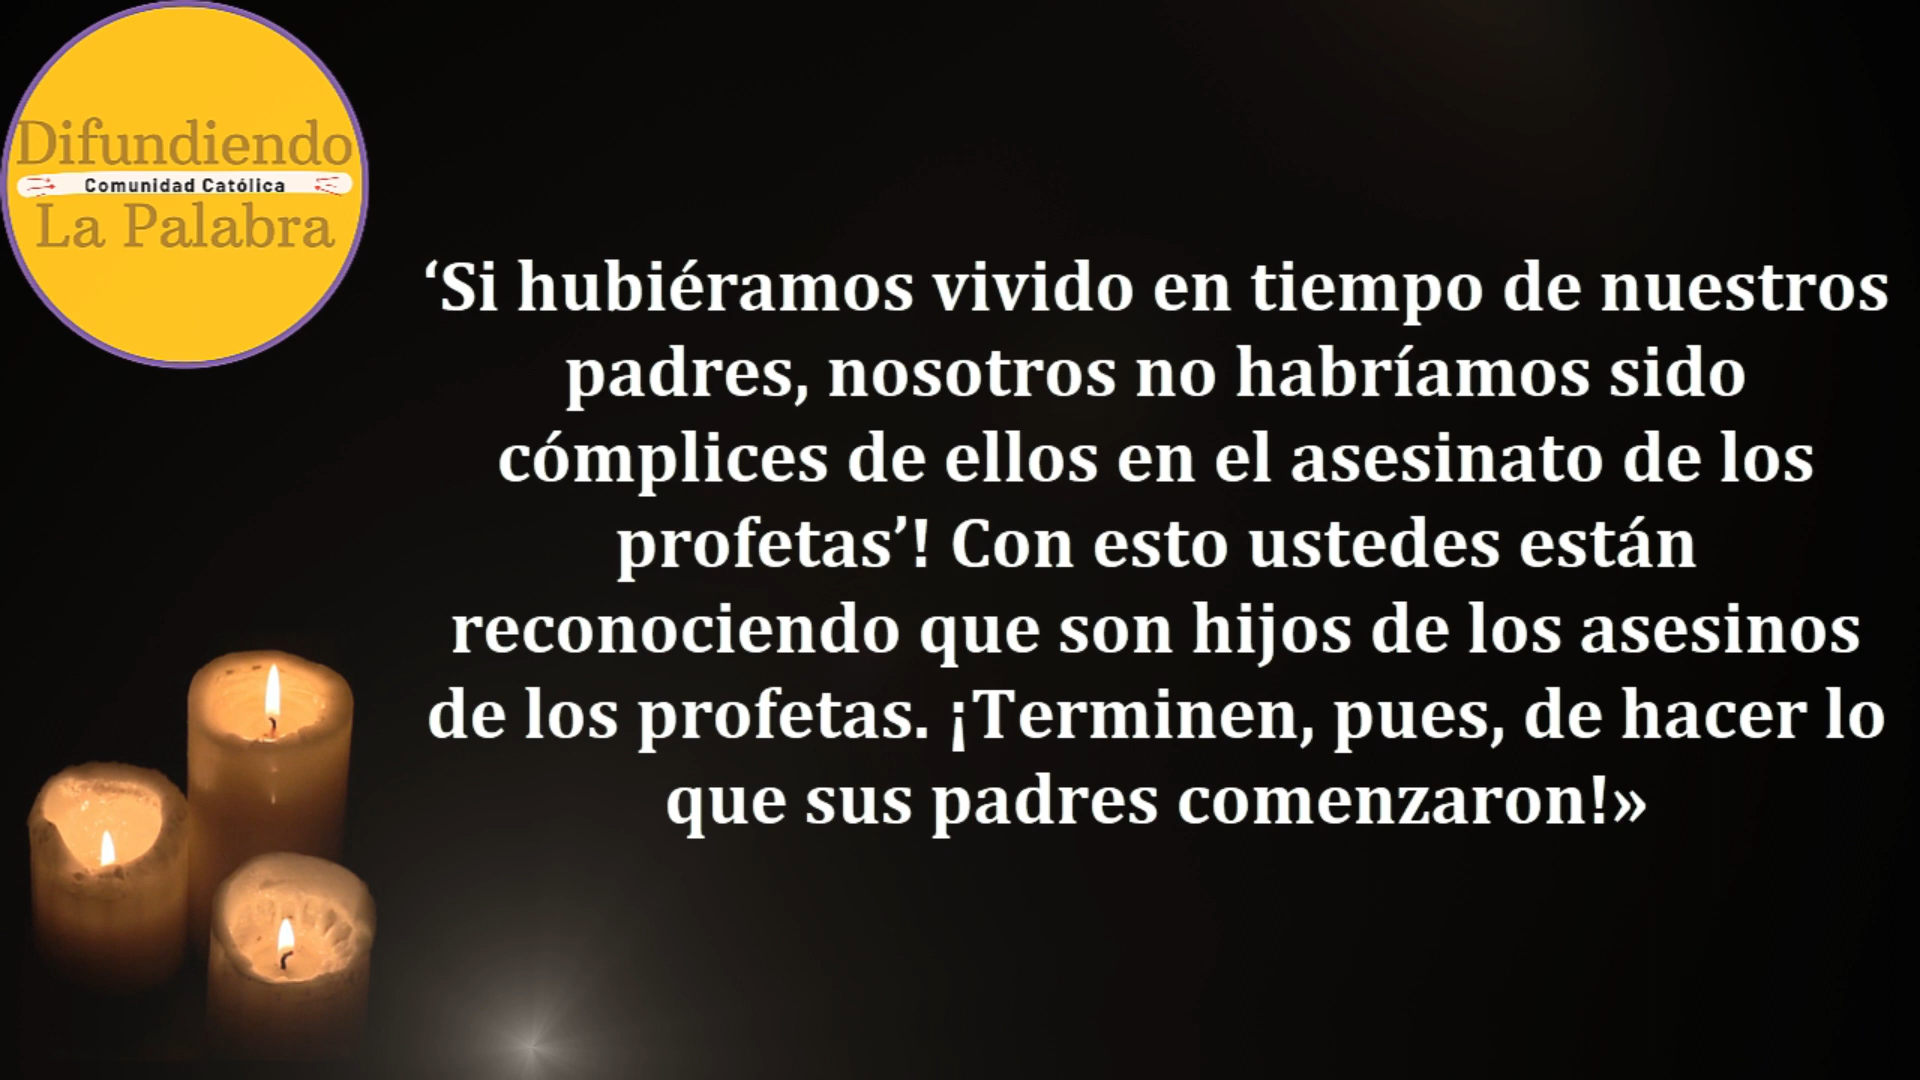 Difundiendo
Comunidad Católica
La Palabra
‘Si hubiéramos vivido en tiempo de nuestros
padres, nosotros no habríamos sido
cómplices de ellos en el asesinato de los
profetas’! Con esto ustedes están
reconociendo que son hijos de los asesinos
de los profetas. ¡Terminen, pues, de hacer lo
que sus padres comenzaron!»